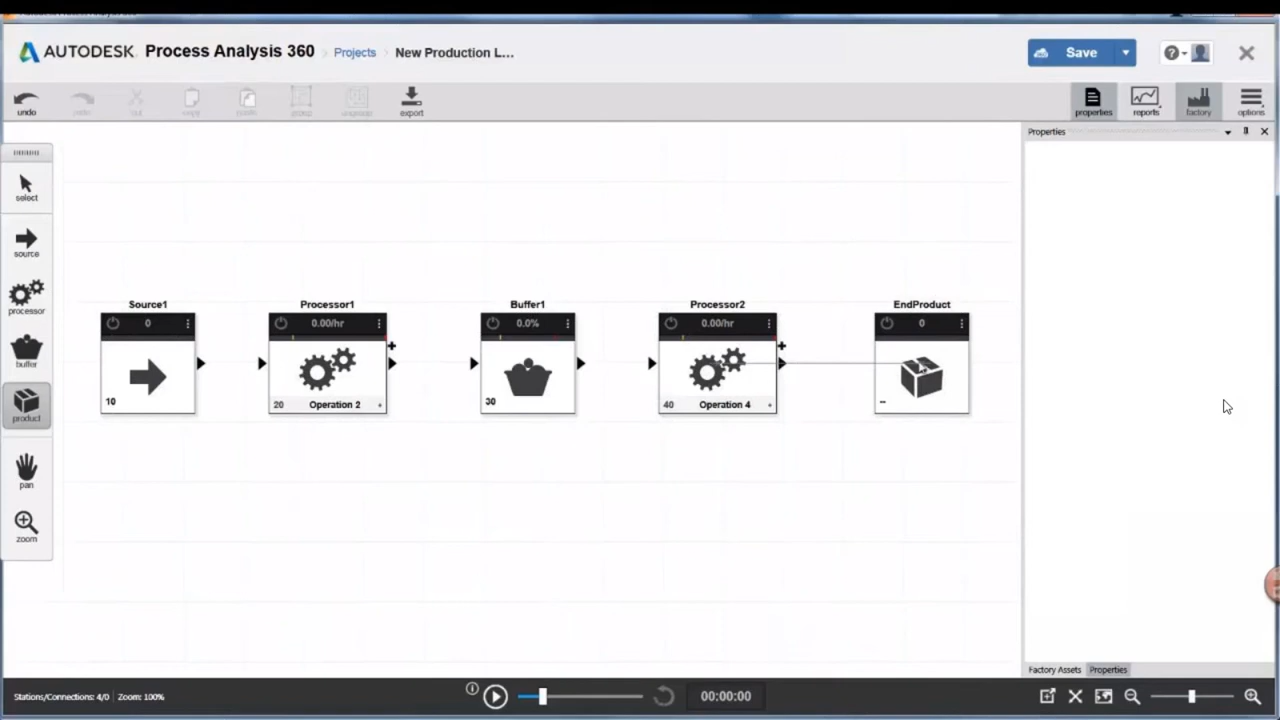 AUTODESK. Process Analysis 360 Projects New Production L...
Save
undo
export
properties
reports
factory
options
Properties
select
source
processor
buffer
product
pan
zoom
Source1
0
10
Processor1
0.00/hr
20 Operation 2
Buffer1
0.0%
30
Processor2
0.00/hr
40 Operation 4
EndProduct
0
--
Factory Assets Properties
Stations/Connections: 4/0 Zoom: 100%
00:00:00